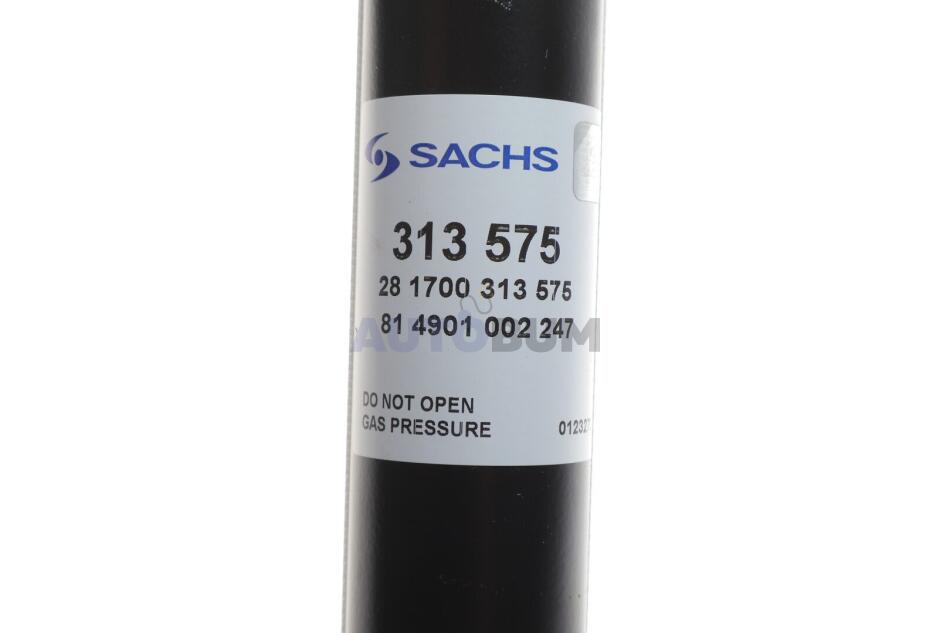 SACHS
313 575
28 1700 313 575
81 4901 002 247
AUTOBUM
DO NOT OPEN
GAS PRESSURE